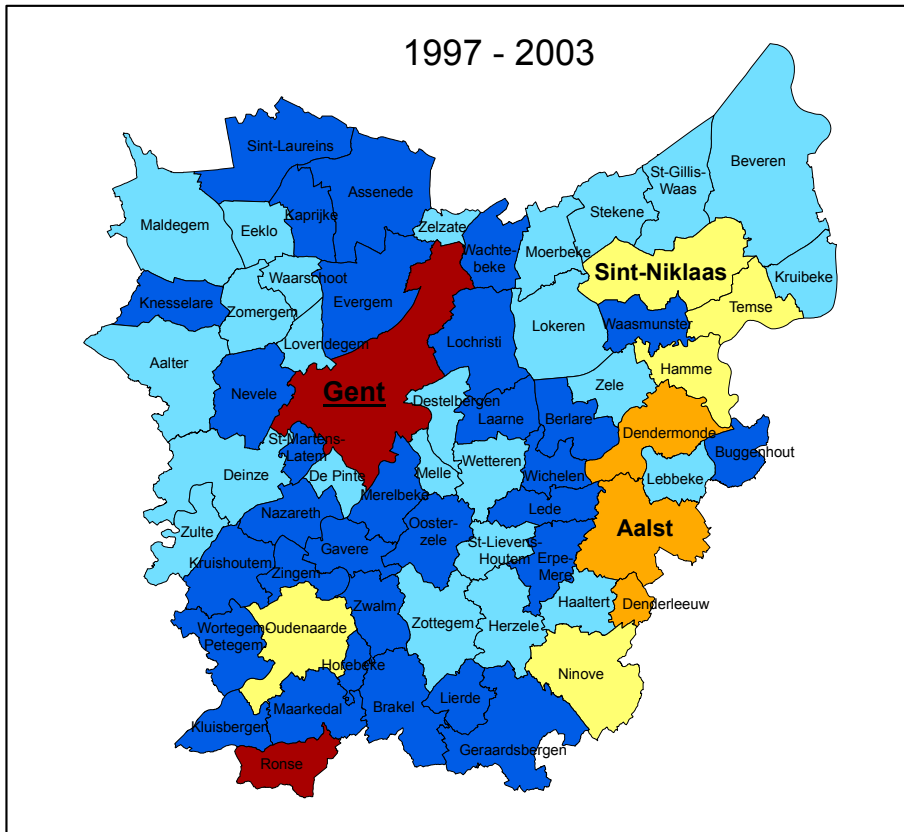 1997 - 2003
Sint-Laureins
Assenede
Kaprijke
Maldegem
Eeklo
Zelzate
Wachte-
beke
Moerbeke
Stekene
St-Gillis-
Waas
Beveren
Waarschoot
Knesselare
Zomergem
Evergem
Sint-Niklaas
Kruibeke
Temse
Lovendegem
Lochristi
Lokeren
Waasmunster
Aalter
Nevele
Gent
Destelbergen
Zele
Hamme
Laarne
Berlare
Dendermonde
St-Martens-
Latem
Deinze
De Pinte
Melle
Wetteren
Wichelen
Lebbeke
Buggenhout
Merelbeke
Nazareth
Lede
Zulte
Ooster-
zele
Gavere
St-Lievens-
Houtem
Aalst
Erpe-
Mere
Kruishoutem
Zingem
Zwalm
Haaltert
Denderleeuw
Wortegem-
Petegem
Oudenaarde
Zottegem
Herzele
Horebeke
Ninove
Kluisbergen
Maarkedal
Brakel
Lierde
Geraardsbergen
Ronse